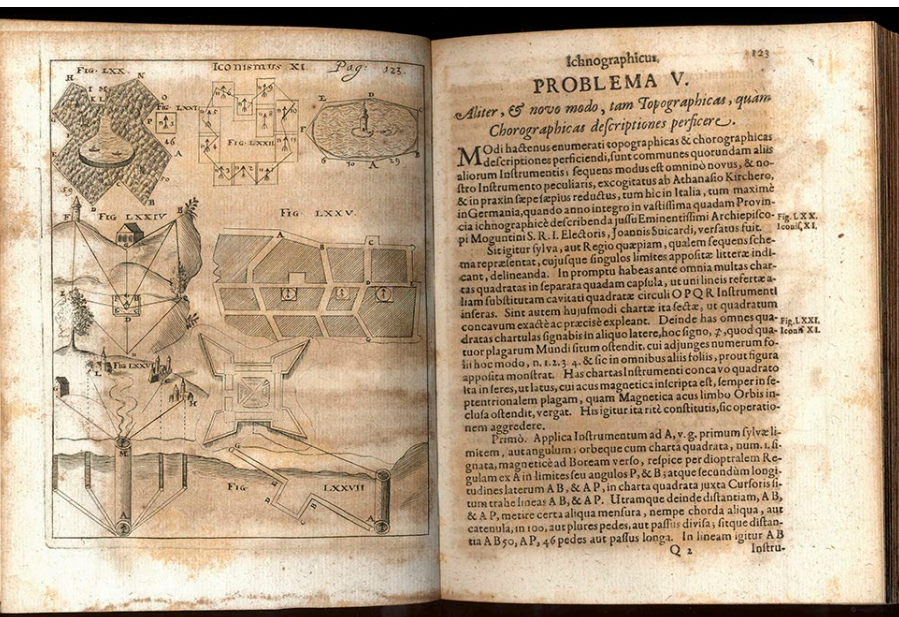 Fig. LXX.
Iconismus XI.
Pag: 123.
Fig. LXXI.
Fig. LXXII
Fig LXXIV
Fig LXXV.
Fig LXXVI
Fig LXXVII
Ichnographicus.
123
PROBLEMA V.
Aliter, & novo modo, tam Topographicas, quam
Chorographicas descriptiones perficere.
MOdi hactenus enumerati topographicas & chorographicas
descriptiones perficiendi, sunt communes quorundam aliis
aliorum Instrumentis; sequens modus est omninò novus, & no-
stro Instrumento peculiaris, excogitatus ab Athanasio Kirchero,
& in praxin sæpe sæpius reductus, tum hic in Italia, tum maximè
in Germania, quando anno integro in vastissima quadam Provin-
cia ichnographicè describenda jussu Eminentissimi Archiepisco-
pi Moguntini S. R. I. Electoris, Joannis Suicardi, versatus fuit.
Fig. LXX.
Iconis. XI.
Sit igitur sylva, aut Regio quæpiam, qualem sequens sche-
ma repræsentat, cujusque singulos limites appositæ litteræ indi-
cant, delineanda. In promptu habeas ante omnia multas char-
tas quadratas in separata quadam capsula, ut uni lineis refertæ a-
liam substitutam cavitati quadratæ circuli O P Q R Instrumenti
inseras. Sint autem hujusmodi chartæ ita sectæ, ut quadratum
concavum exactè ac præcisè expleant. Deinde has omnes qua-
Fig. LXXI.
Iconis XI.
dratas chartulas signabis in aliquo latere, hoc signo, , quod qua-
tuor plagarum Mundi situm ostendit, cui adjunges numerum fo-
lii hoc modo, n. 1. 2. 3. 4. & sic in omnibus aliis foliis, prout figura
apposita monstrat. Has chartas Instrumenti concavo quadrato
ita inseres, ut latus, cui acus magnetica inscripta est, semper in se-
ptentrionalem plagam, quam Magnetica acus limbo Orbis in-
clusa ostendit, vergat. His igitur ita ritè constitutis, sic operatio-
nem aggredere.
Primò. Applica Instrumentum ad A, v. g. primum sylvæ li-
mitem, aut angulum; orbeque cum charta quadrata, num. 1. si-
gnata, magneticè ad Boream verso, respice per dioptralem Re-
gulam ex A in limites seu angulos P, & B; atque secundùm longi-
tudines laterum A B, & A P, in charta quadrata juxta Cursoris si-
tum trahe lineas A B, & A P. Utramque deinde distantiam, A B,
& A P, metire certa aliqua mensura, nempe chorda aliqua, aut
catenula, in 100, aut plures pedes, aut passus divisa; sitque distan-
tia A B 50, A P, 46 pedes aut passus longa. In lineam igitur A B
Q 2
Instru-